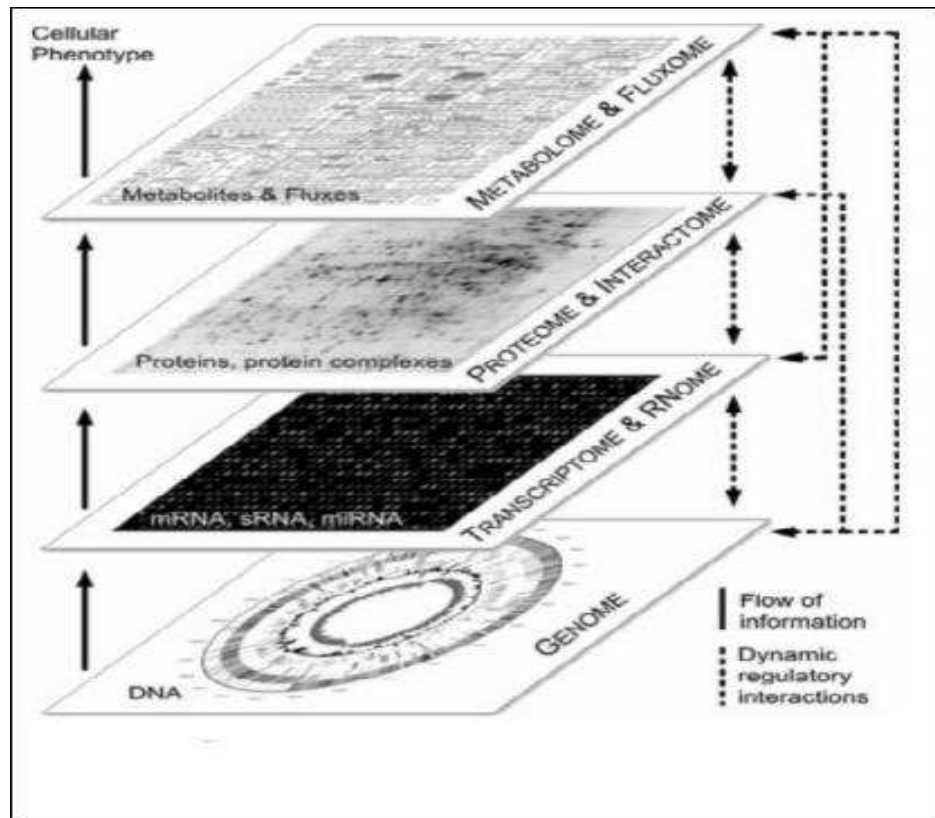 Cellular
Phenotype
METABOLOME & FLUXOME
Metabolites & Fluxes
PROTEOME & INTERACTOME
Proteins, protein complexes
TRANSCRIPTOME & RNOME
mRNA, sRNA, miRNA
GENOME
DNA
Flow of
information
Dynamic
regulatory
interactions